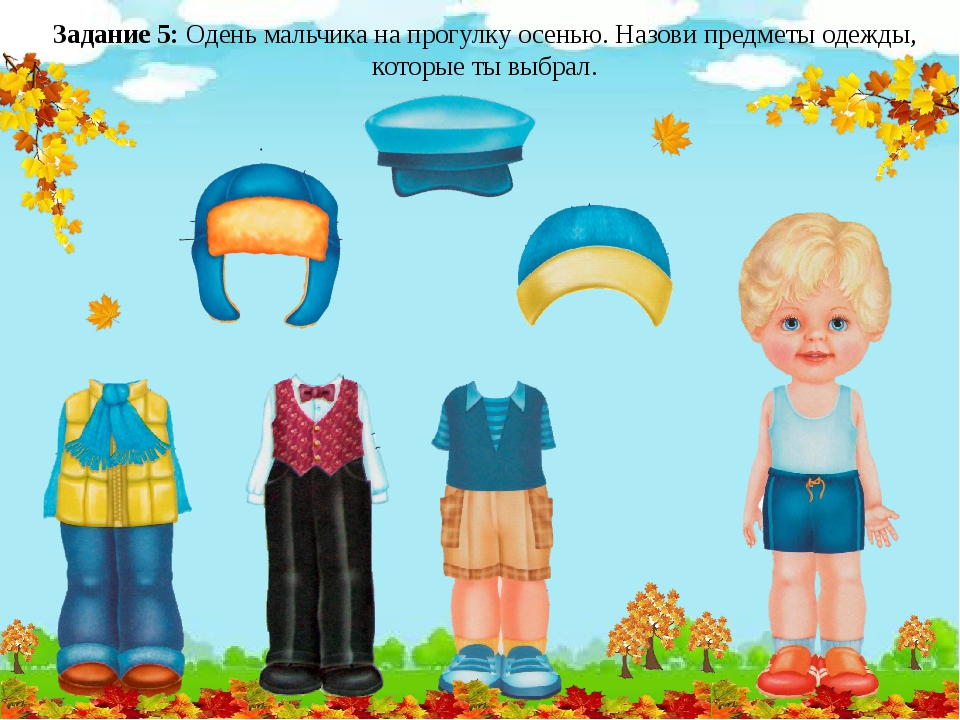 Задание 5: Одень мальчика на прогулку осенью. Назови предметы одежды,
которые ты выбрал.